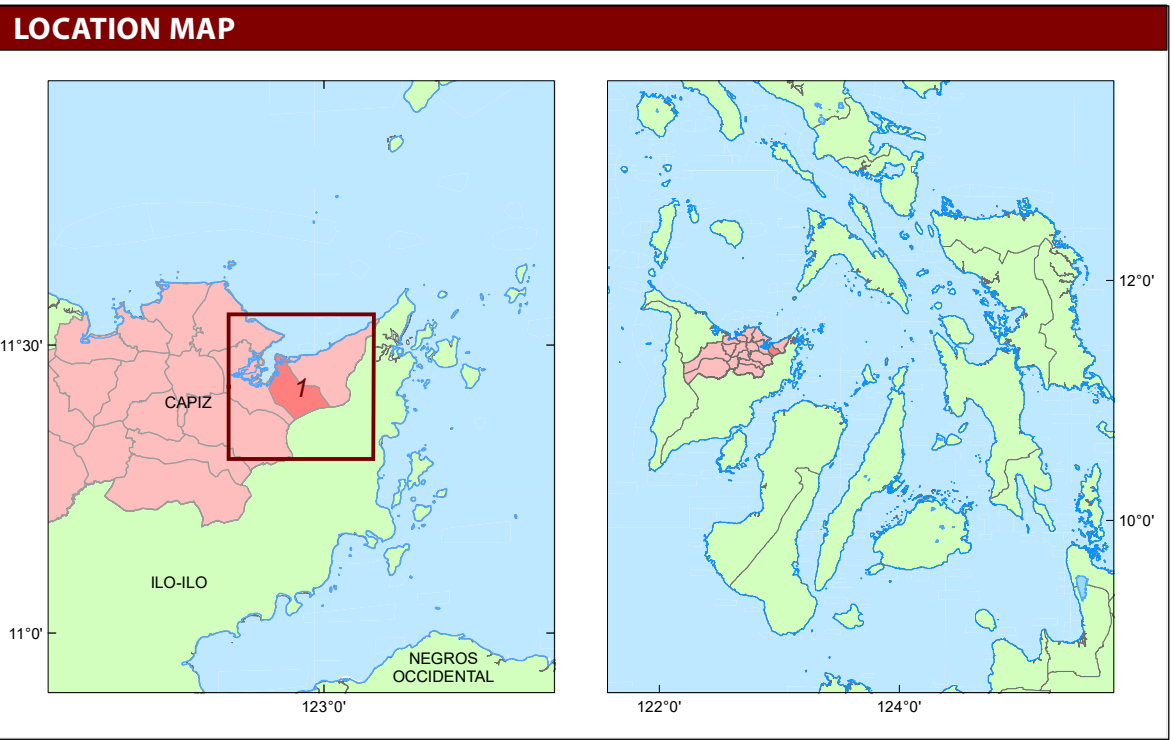 LOCATION MAP
11°30'
1
CAPIZ
ILO-ILO
11°0'
NEGROS
OCCIDENTAL
123°0'
12°0'
10°0'
122°0'
124°0'